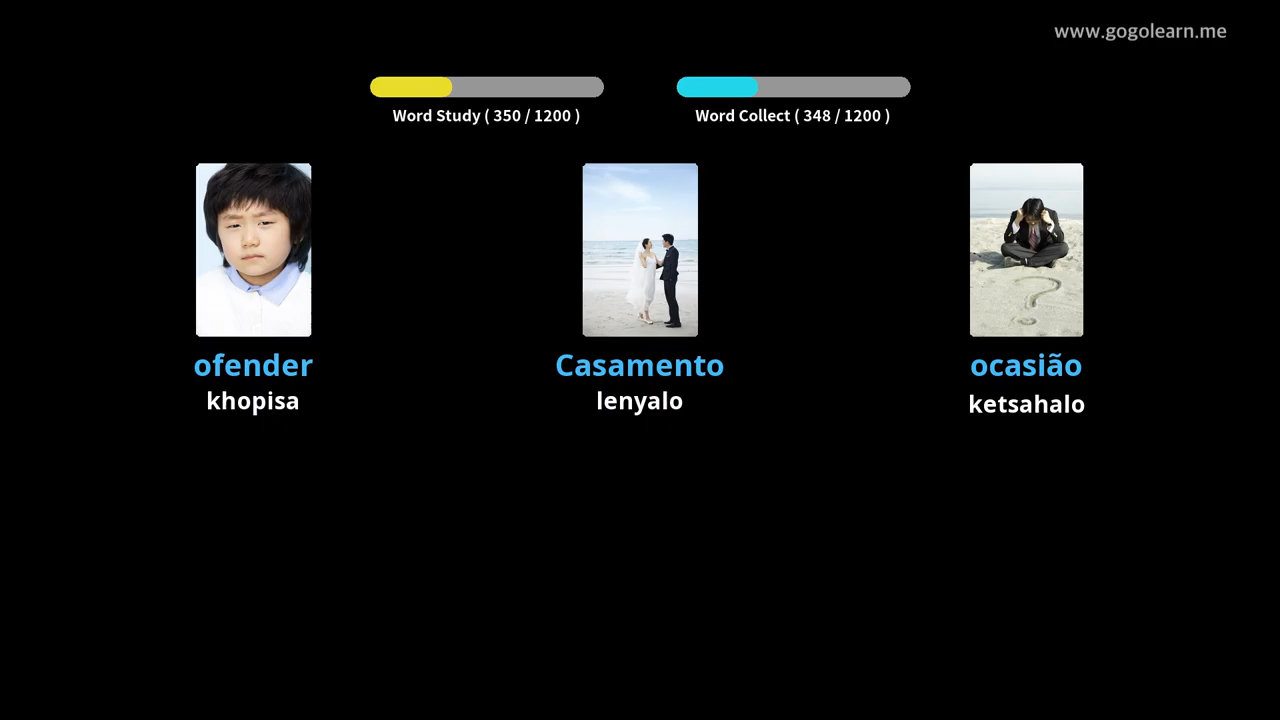 www.gogolearn.me
Word Study ( 350 / 1200 )
Word Collect ( 348 / 1200 )
ofender
khopisa
Casamento
lenyalo
ocasião
ketsahalo